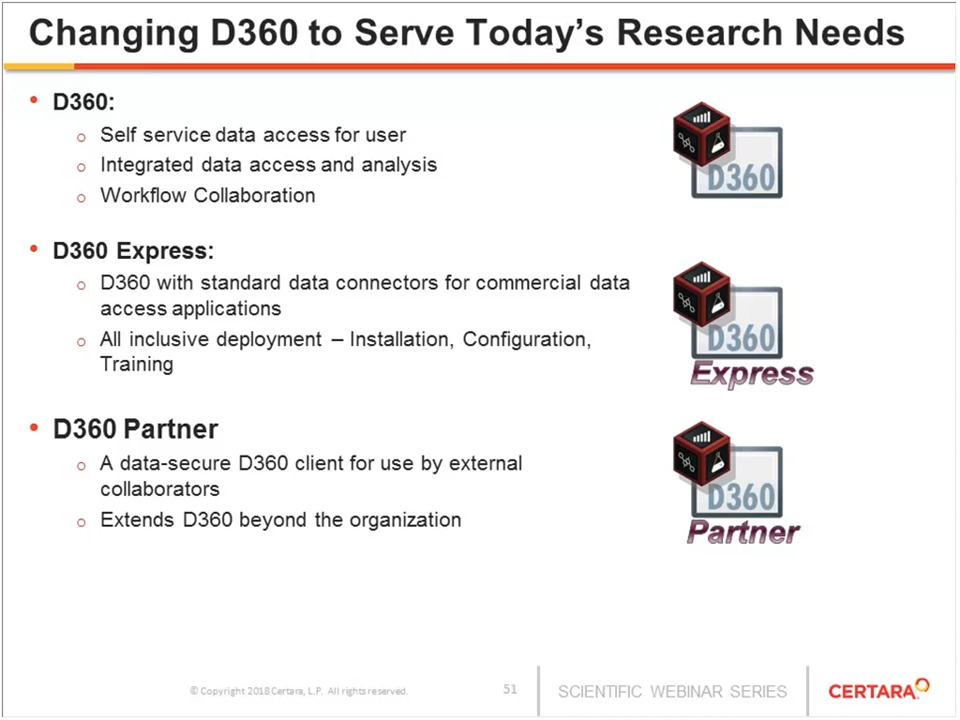 Changing D360 to Serve Today's Research Needs
• D360:
o Self service data access for user
o Integrated data access and analysis
o Workflow Collaboration
D360
• D360 Express:
o D360 with standard data connectors for commercial data
access applications
o All inclusive deployment – Installation, Configuration,
Training
D360
Express
• D360 Partner
o A data-secure D360 client for use by external
collaborators
o Extends D360 beyond the organization
D360
Partner
© Copyright 2018 Certara, L.P. All rights reserved.
51
SCIENTIFIC WEBINAR SERIES
CERTARA